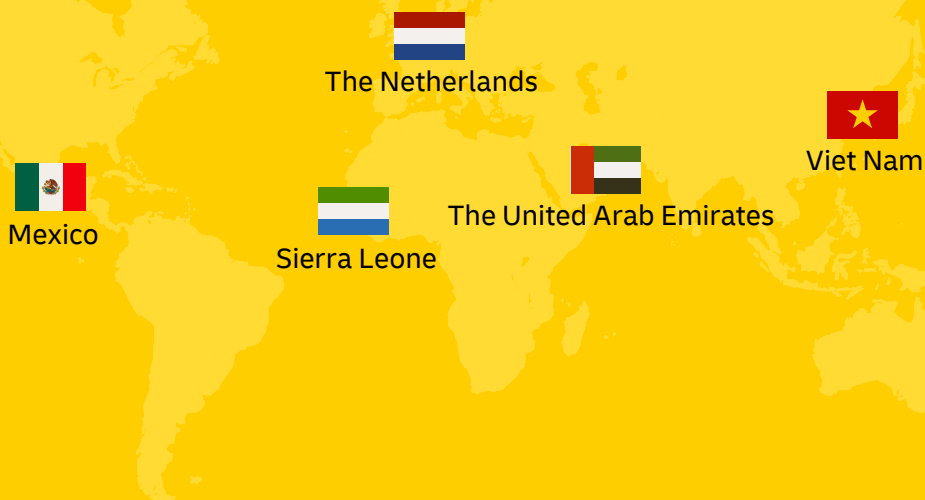 The Netherlands
Viet Nam
The United Arab Emirates
Mexico
Sierra Leone